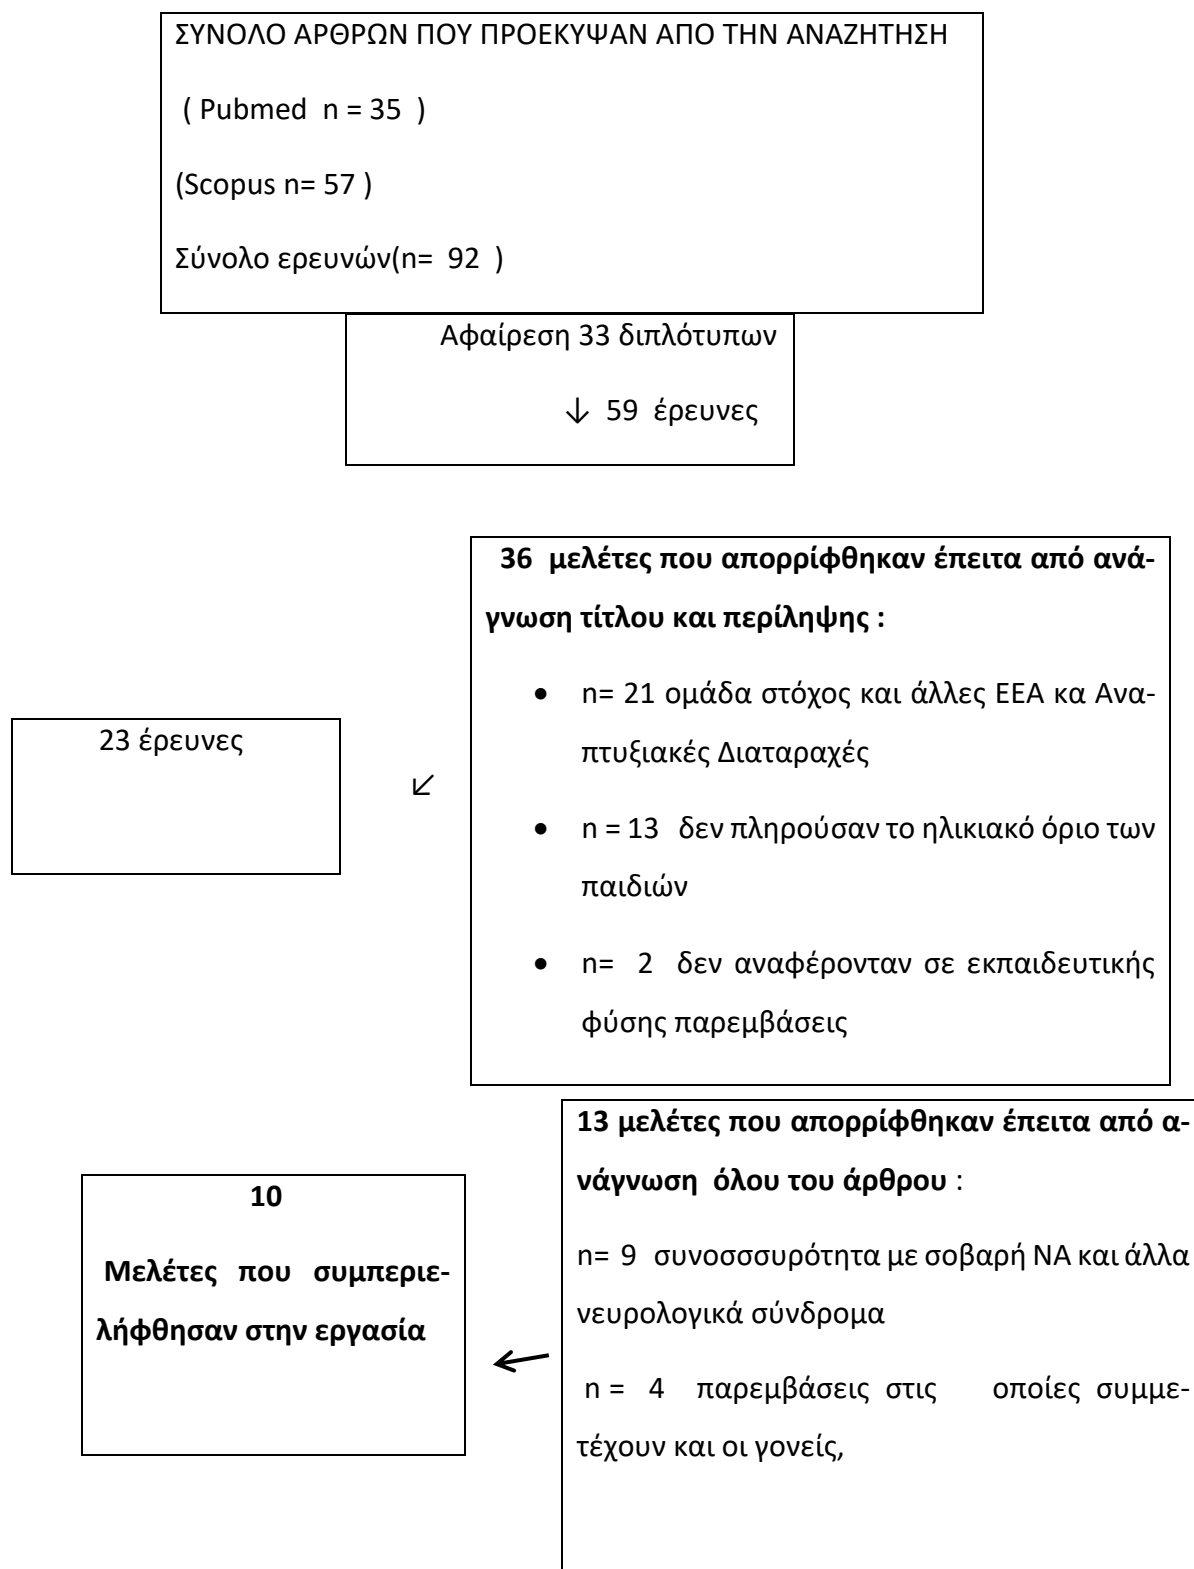 ΣΥΝΟΛΟ ΑΡΘΡΩΝ ΠΟΥ ΠΡΟΕΚΥΨΑΝ ΑΠΟ ΤΗΝ ΑΝΑΖΗΤΗΣΗ
( Pubmed n = 35 )
(Scopus n= 57 )
Σύνολο ερευνών(n= 92 )
Αφαίρεση 33 διπλότυπων
↓ 59 έρευνες
36 μελέτες που απορρίφθηκαν έπειτα από ανά-
γνωση τίτλου και περίληψης :
• n= 21 ομάδα στόχος και άλλες ΕΕΑ κα Ανα-
πτυξιακές Διαταραχές
• n = 13 δεν πληρούσαν το ηλικιακό όριο των
παιδιών
• n= 2 δεν αναφέρονταν σε εκπαιδευτικής
φύσης παρεμβάσεις
↙
23 έρευνες
13 μελέτες που απορρίφθηκαν έπειτα από α-
νάγνωση όλου του άρθρου :
n= 9 συνοσσσυρότητα με σοβαρή ΝΑ και άλλα
νευρολογικά σύνδρομα
n = 4 παρεμβάσεις στις οποίες συμμε-
τέχουν και οι γονείς,
10
Μελέτες που συμπεριε-
λήφθησαν στην εργασία